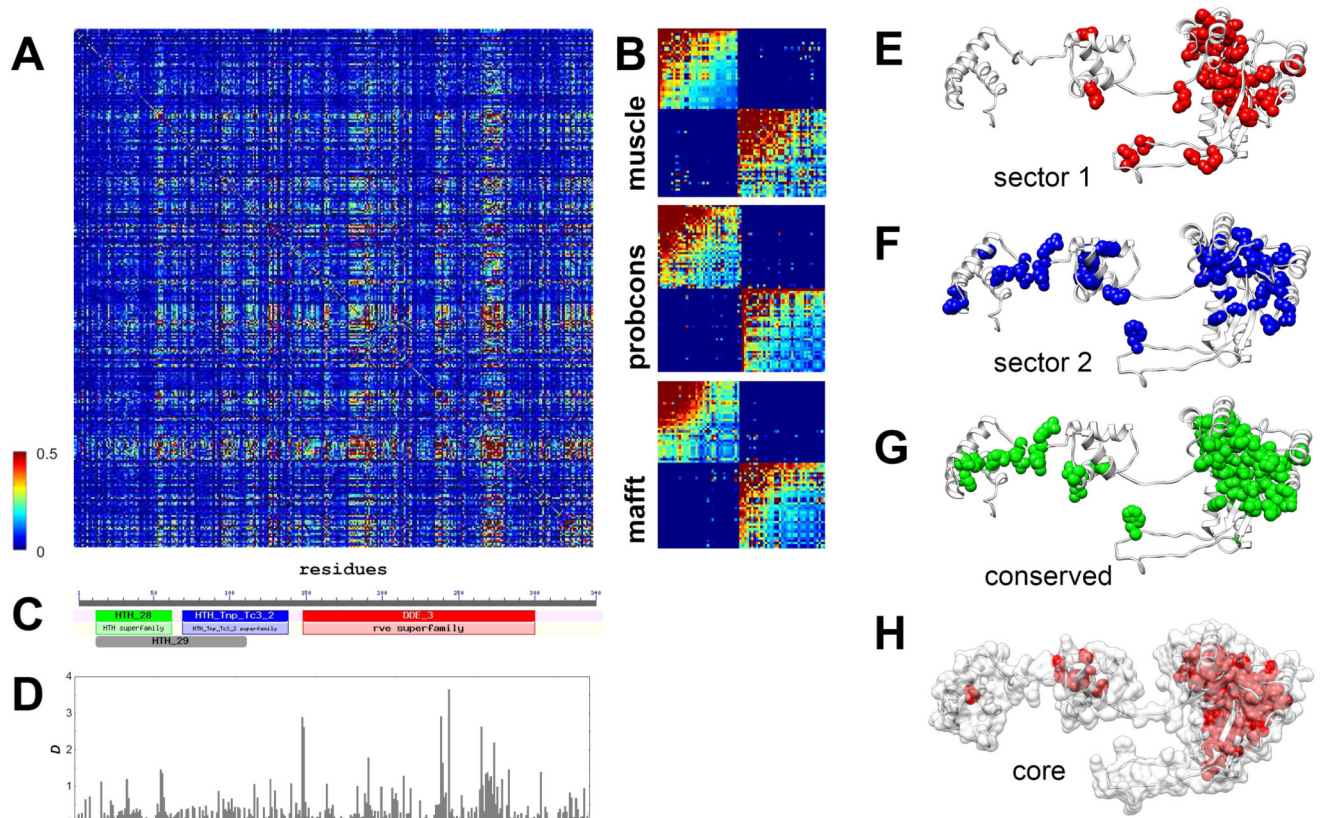 A
0.5
0
residues
B
muscle
probcons
mafft
C
1 50 100 150 200 250 300 340
HTH_28 HTH_Tnp_Tc3_2 DDE_3
HTH superfamily HTH_Tnp_Tc3_2 superfamily rve superfamily
HTH_29
D
4
3
2
1
D
E
sector 1
F
sector 2
G
conserved
H
core